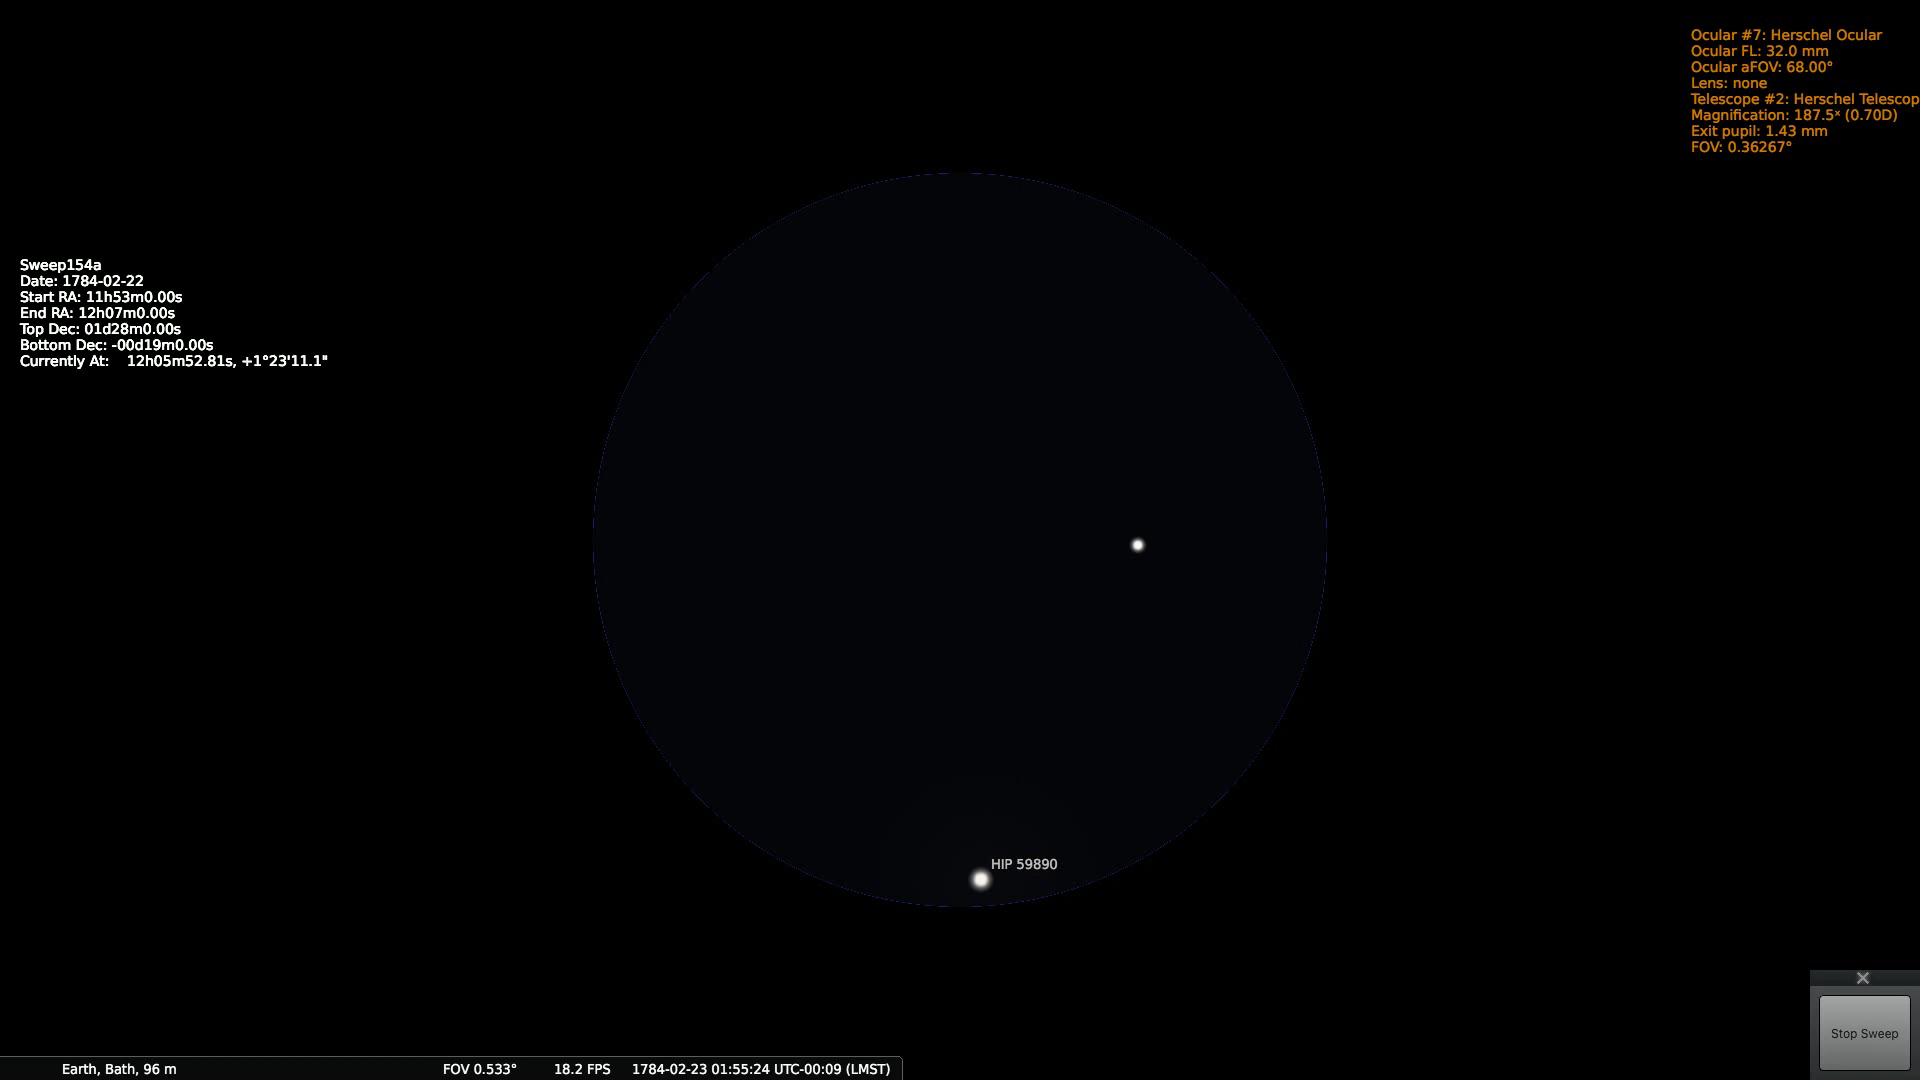 Ocular #7: Herschel Ocular
Ocular FL: 32.0 mm
Ocular aFOV: 68.00°
Lens: none
Telescope #2: Herschel Telescop
Magnification: 187.5ˣ (0.70D)
Exit pupil: 1.43 mm
FOV: 0.36267°
Sweep154a
Date: 1784-02-22
Start RA: 11h53m0.00s
End RA: 12h07m0.00s
Top Dec: 01d28m0.00s
Bottom Dec: -00d19m0.00s
Currently At: 12h05m52.81s, +1°23'11.1"
HIP 59890
Stop Sweep
Earth, Bath, 96 m FOV 0.533° 18.2 FPS 1784-02-23 01:55:24 UTC-00:09 (LMST)